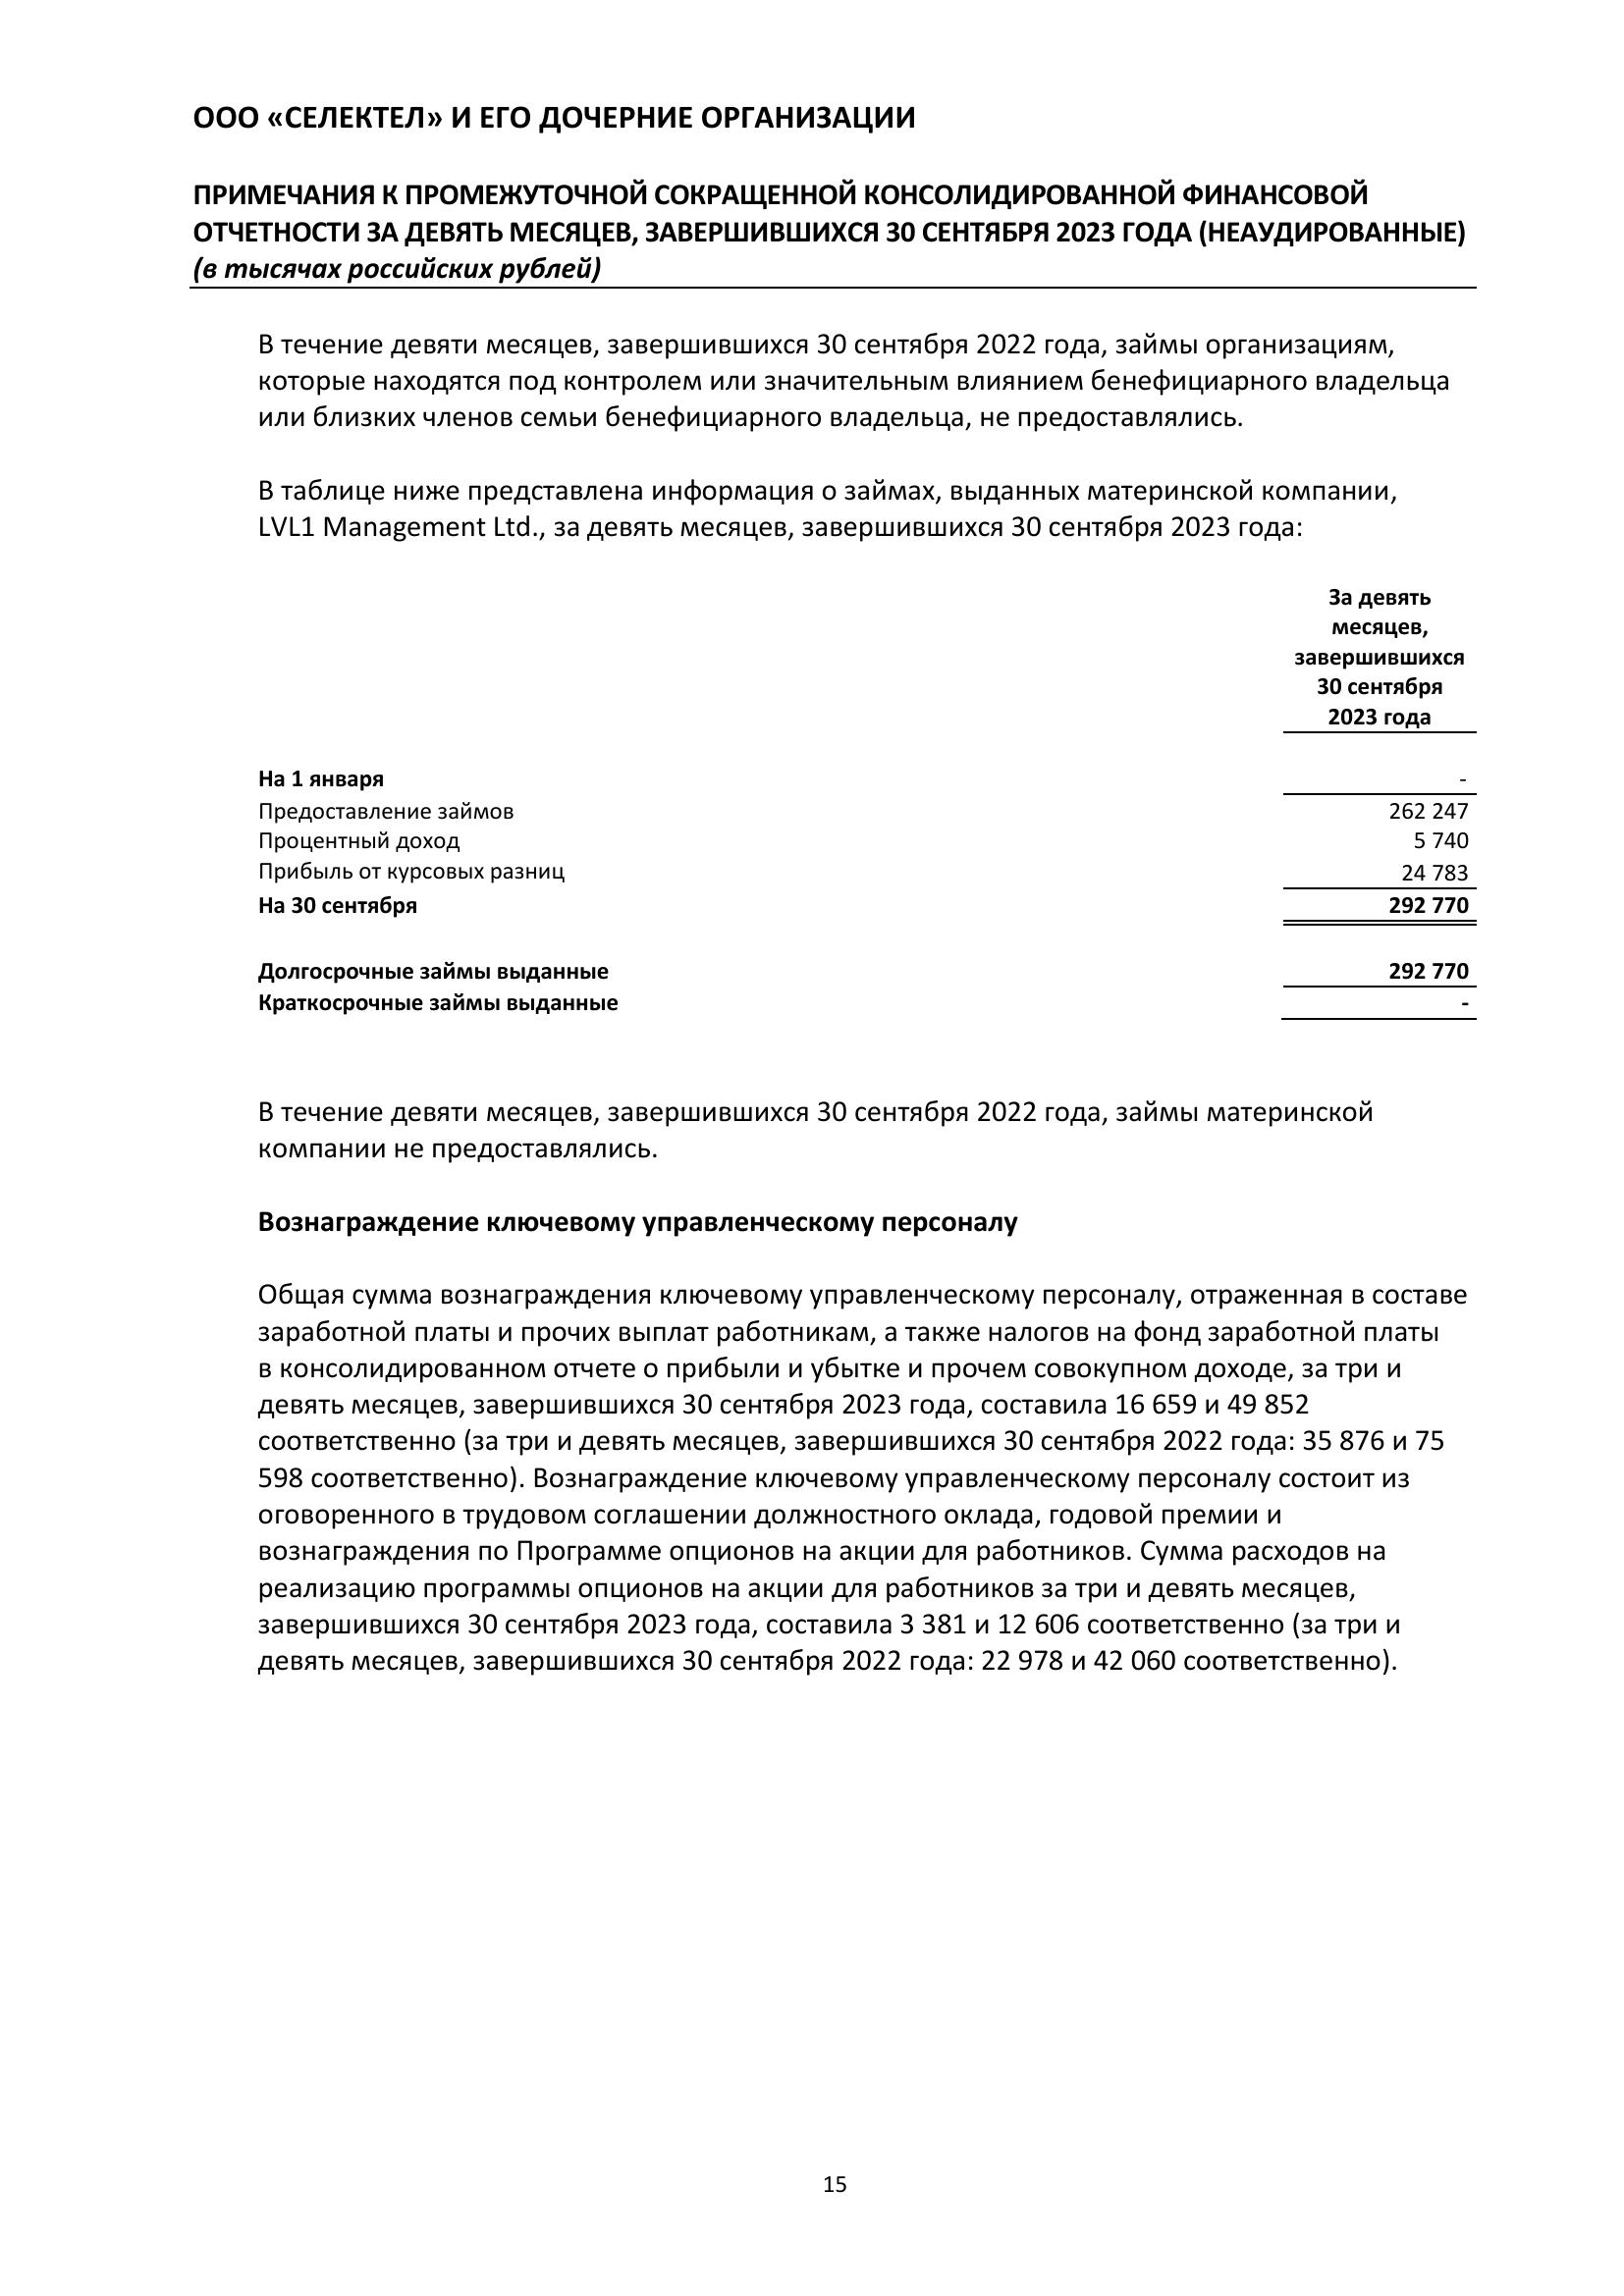 ООО «СЕЛЕКТЕЛ» И ЕГО ДОЧЕРНИЕ ОРГАНИЗАЦИИ
ПРИМЕЧАНИЯ К ПРОМЕЖУТОЧНОЙ СОКРАЩЕННОЙ КОНСОЛИДИРОВАННОЙ ФИНАНСОВОЙ
ОТЧЕТНОСТИ ЗА ДЕВЯТЬ МЕСЯЦЕВ, ЗАВЕРШИВШИХСЯ 30 СЕНТЯБРЯ 2023 ГОДА (НЕАУДИРОВАННЫЕ)
(в тысячах российских рублей)
В течение девяти месяцев, завершившихся 30 сентября 2022 года, займы организациям,
которые находятся под контролем или значительным влиянием бенефициарного владельца
или близких членов семьи бенефициарного владельца, не предоставлялись.
В таблице ниже представлена информация о займах, выданных материнской компании,
LVL1 Management Ltd., за девять месяцев, завершившихся 30 сентября 2023 года:
За девять
месяцев,
завершившихся
30 сентября
2023 года
На 1 января -
Предоставление займов 262 247
Процентный доход 5 740
Прибыль от курсовых разниц 24 783
На 30 сентября 292 770
Долгосрочные займы выданные 292 770
Краткосрочные займы выданные -
В течение девяти месяцев, завершившихся 30 сентября 2022 года, займы материнской
компании не предоставлялись.
Вознаграждение ключевому управленческому персоналу
Общая сумма вознаграждения ключевому управленческому персоналу, отраженная в составе
заработной платы и прочих выплат работникам, а также налогов на фонд заработной платы
в консолидированном отчете о прибыли и убытке и прочем совокупном доходе, за три и
девять месяцев, завершившихся 30 сентября 2023 года, составила 16 659 и 49 852
соответственно (за три и девять месяцев, завершившихся 30 сентября 2022 года: 35 876 и 75
598 соответственно). Вознаграждение ключевому управленческому персоналу состоит из
оговоренного в трудовом соглашении должностного оклада, годовой премии и
вознаграждения по Программе опционов на акции для работников. Сумма расходов на
реализацию программы опционов на акции для работников за три и девять месяцев,
завершившихся 30 сентября 2023 года, составила 3 381 и 12 606 соответственно (за три и
девять месяцев, завершившихся 30 сентября 2022 года: 22 978 и 42 060 соответственно).
15